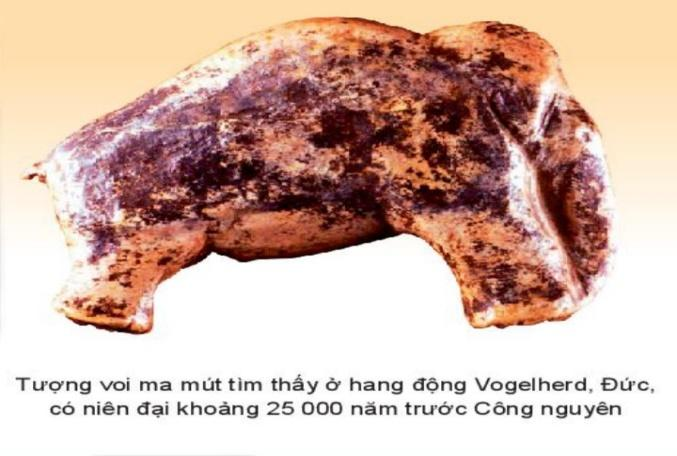 Tượng voi ma mút tìm thấy ở hang động Vogelherd, Đức,
có niên đại khoảng 25 000 năm trước Công nguyên